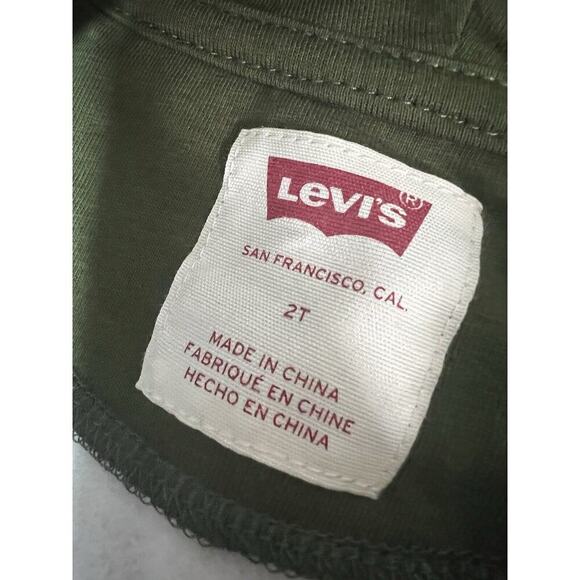 Levi's®
SAN FRANCISCO, CAL.
2T
MADE IN CHINA
FABRIQUÉ EN CHINE
HECHO EN CHINA